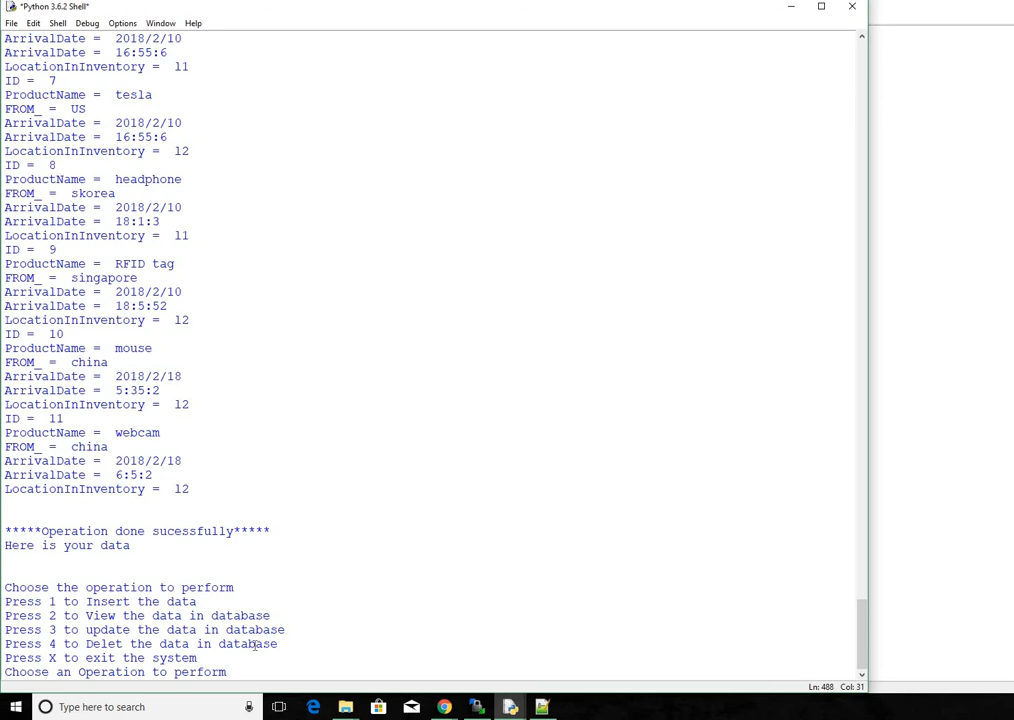 *Python 3.6.2 Shell*
File Edit Shell Debug Options Window Help
ArrivalDate =  2018/2/10
ArrivalDate =  16:55:6
LocationInInventory =  l1
ID =  7
ProductName =  tesla
FROM_ =  US
ArrivalDate =  2018/2/10
ArrivalDate =  16:55:6
LocationInInventory =  l2
ID =  8
ProductName =  headphone
FROM_ =  skorea
ArrivalDate =  2018/2/10
ArrivalDate =  18:1:3
LocationInInventory =  l1
ID =  9
ProductName =  RFID tag
FROM_ =  singapore
ArrivalDate =  2018/2/10
ArrivalDate =  18:5:52
LocationInInventory =  l2
ID =  10
ProductName =  mouse
FROM_ =  china
ArrivalDate =  2018/2/18
ArrivalDate =  5:35:2
LocationInInventory =  l2
ID =  11
ProductName =  webcam
FROM_ =  china
ArrivalDate =  2018/2/18
ArrivalDate =  6:5:2
LocationInInventory =  l2
*****Operation done sucessfully*****
Here is your data
Choose the operation to perform
Press 1 to Insert the data
Press 2 to View the data in database
Press 3 to update the data in database
Press 4 to Delet the data in database
Press X to exit the system
Choose an Operation to perform
Ln: 488 Col: 31
Type here to search